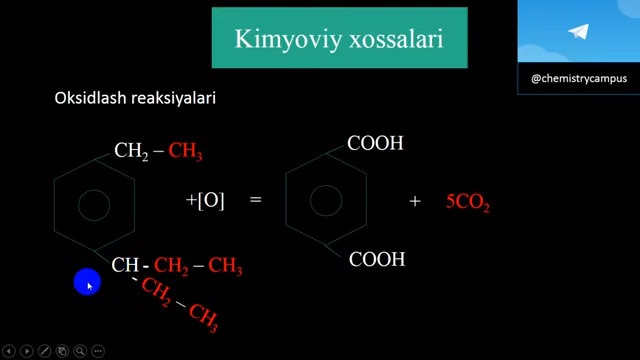 Kimyoviy xossalari
@chemistrycampus
Oksidlash reaksiyalari
CH₂ – CH₃
COOH
+[O] = + 5CO₂
CH - CH₂ – CH₃
COOH
- CH₂ – CH₃